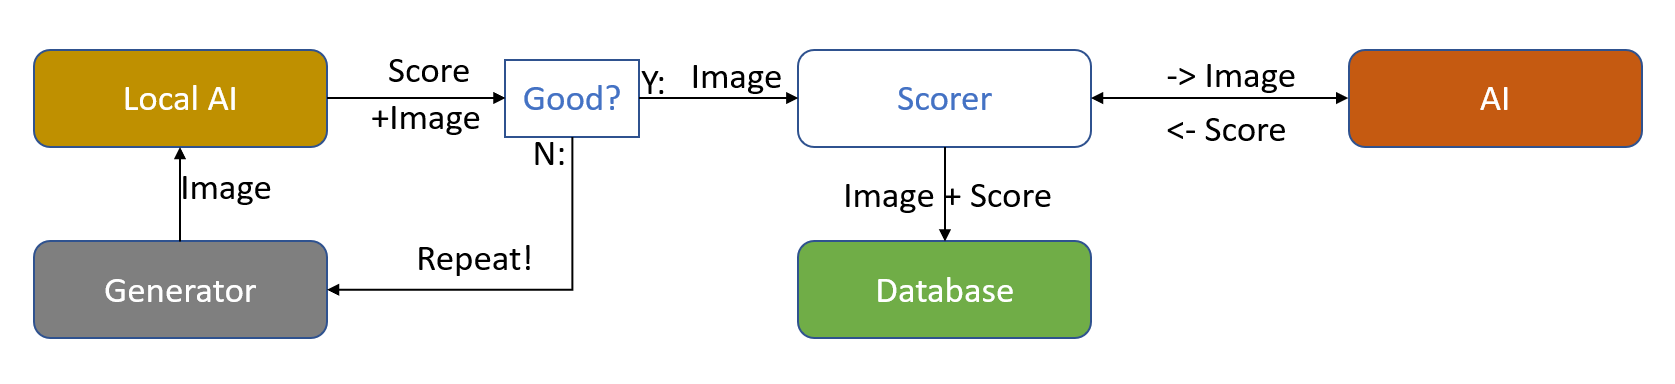 Local AI
Score
+Image
Good?
Y:
Image
Scorer
-> Image
<- Score
AI
N:
Image
Image + Score
Repeat!
Generator
Database